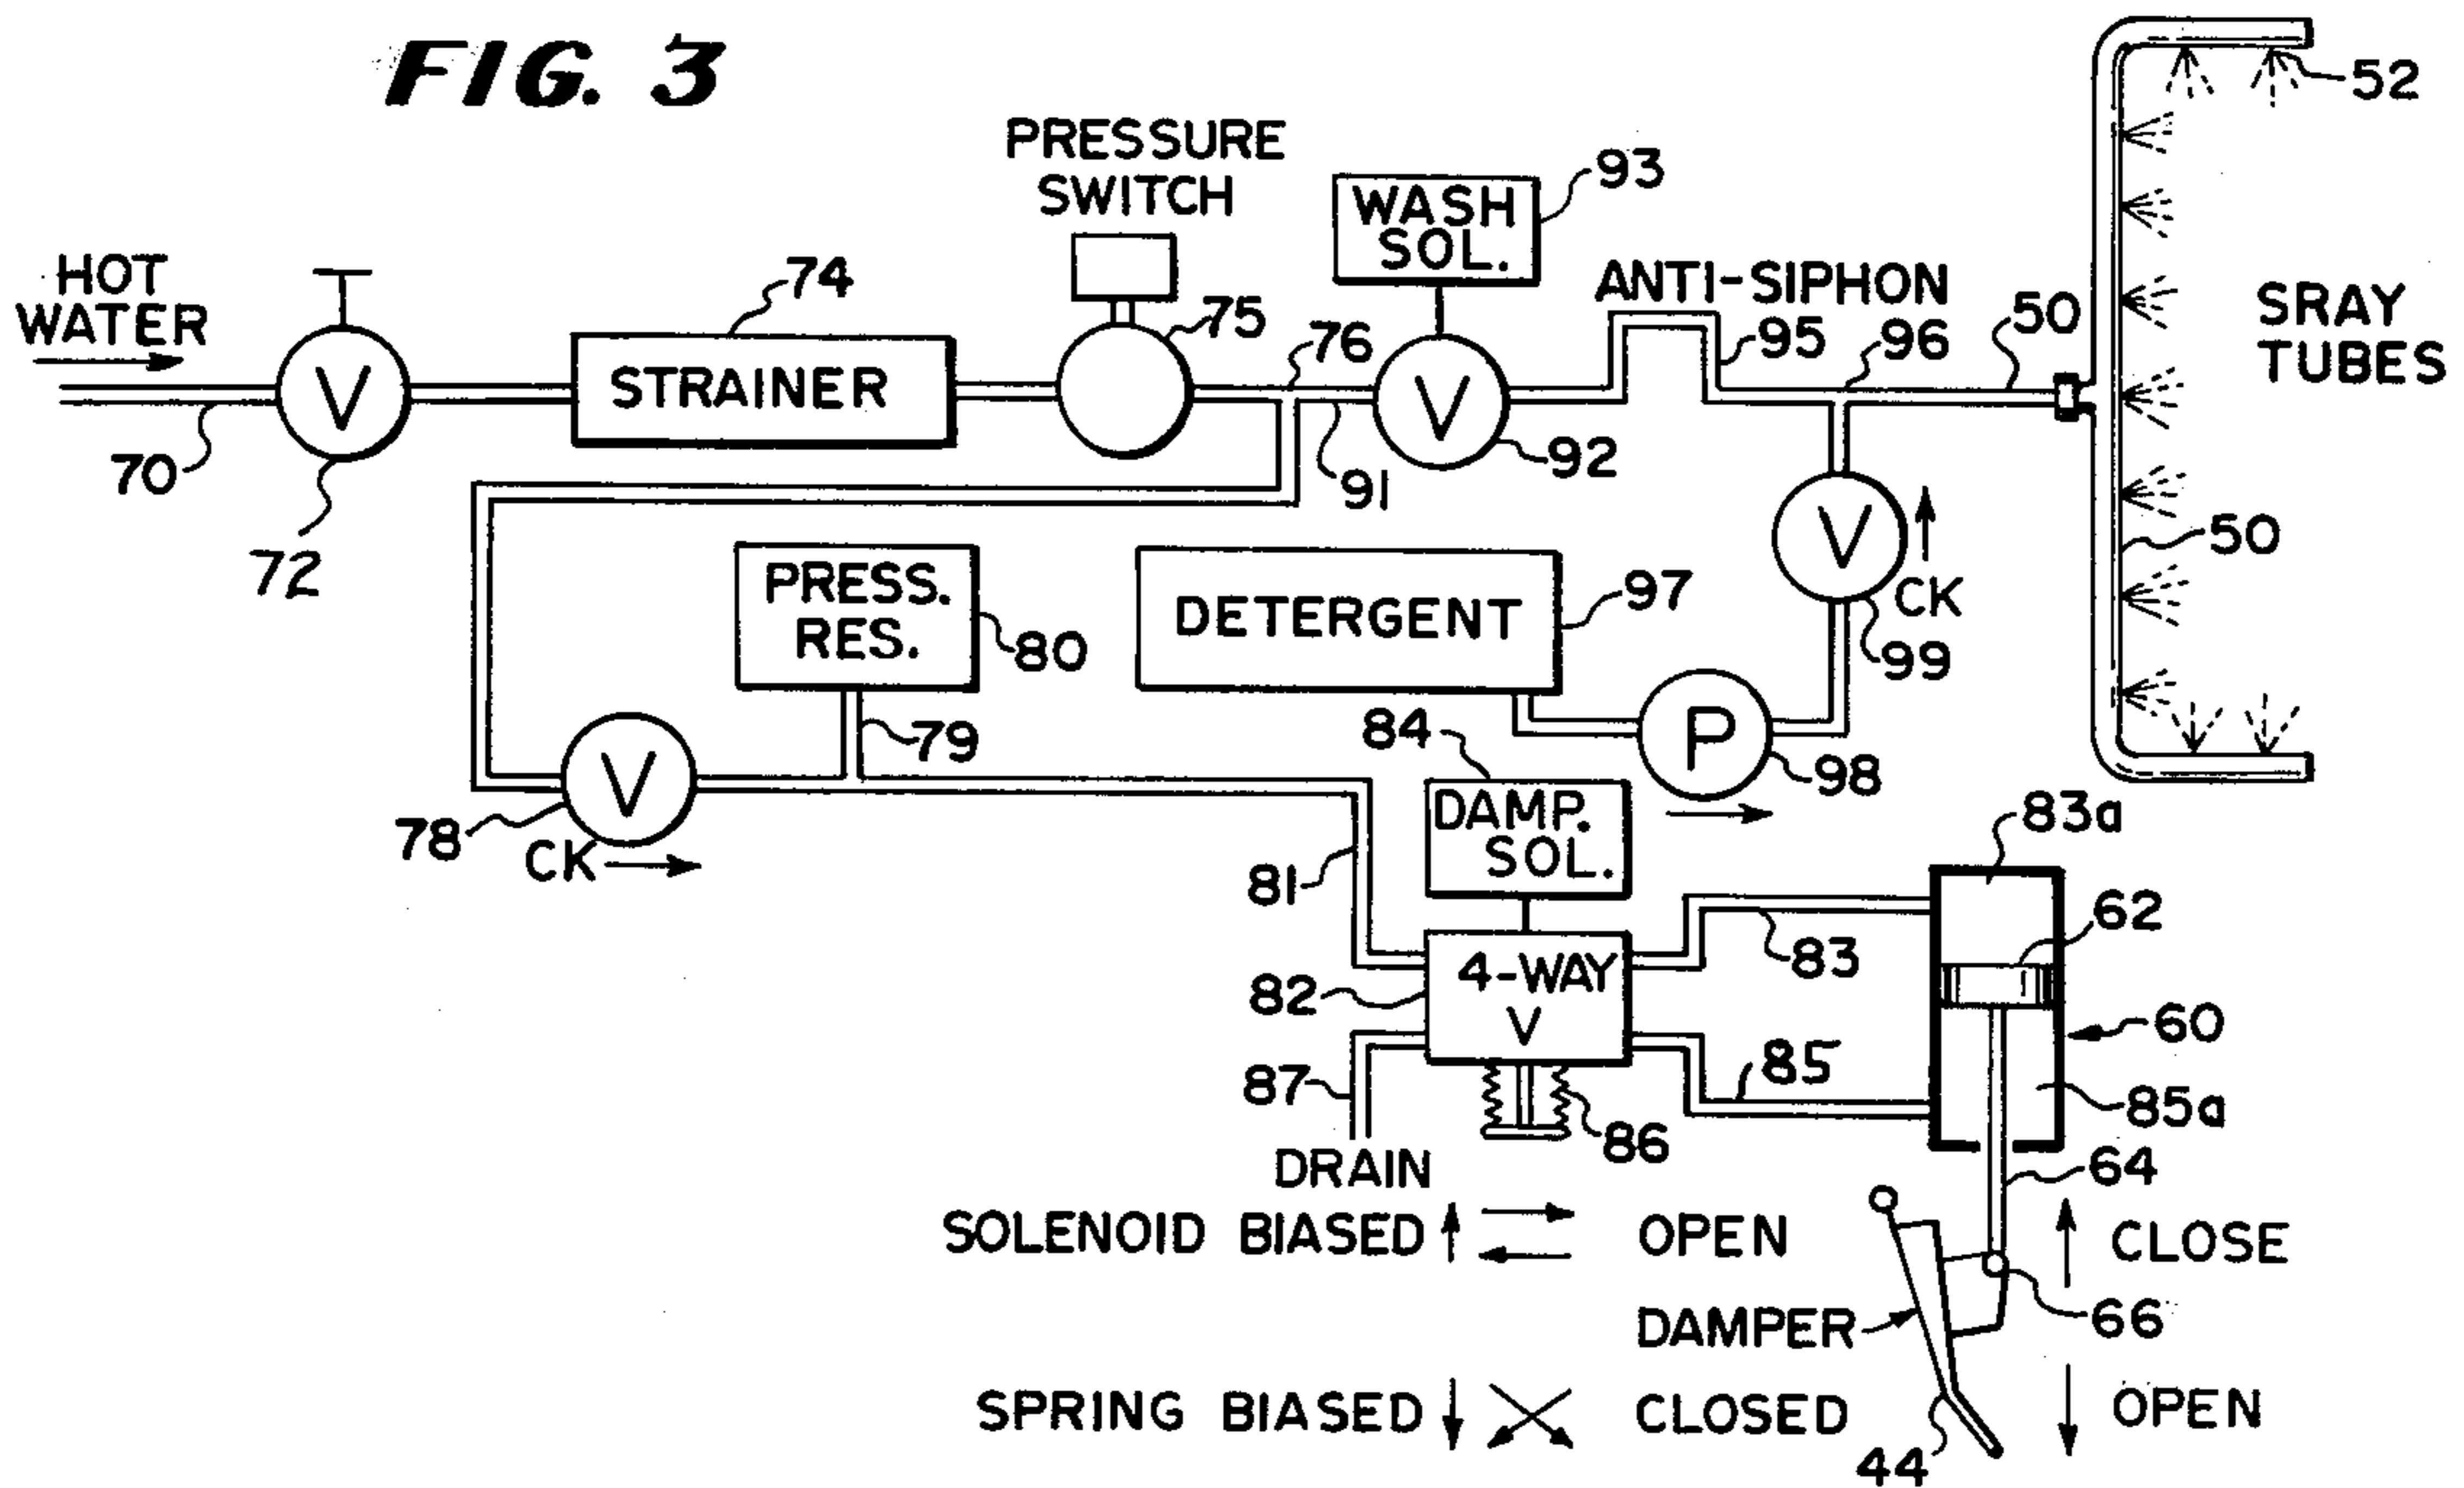 FIG. 3
PRESSURE
SWITCH
WASH
SOL.
93
52
HOT
WATER
74
75
76
ANTI-SIPHON
95
96
50
SRAY
TUBES
V
STRAINER
V
70
72
91
92
50
PRESS.
RES.
80
DETERGENT
97
V
CK
99
79
84
P
98
V
78
CK
81
DAMP.
SOL.
83a
62
83
82
4-WAY
V
60
87
85
85a
86
DRAIN
64
SOLENOID BIASED
OPEN
CLOSE
DAMPER
66
SPRING BIASED
CLOSED
OPEN
44